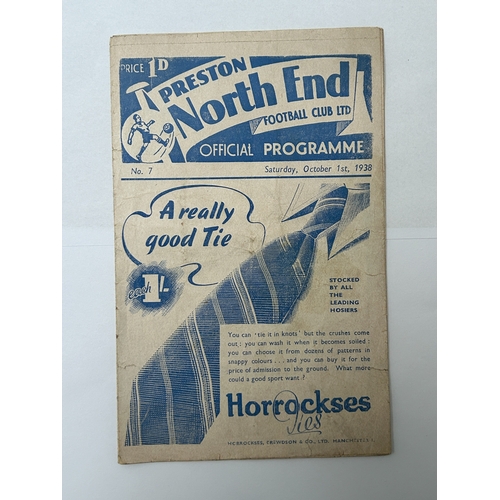 PRICE 1D
PRESTON
North End
FOOTBALL CLUB LTD
OFFICIAL PROGRAMME
No. 7
Saturday, October 1st, 1938
A really
good Tie
each 1/-
STOCKED
BY ALL
THE
LEADING
HOSIERS
You can 'tie it in knots' but the crushes come
out; you can wash it when it becomes soiled;
you can choose it from dozens of patterns in
snappy colours...and you can buy it for the
price of admission to the ground. What more
could a good sport want?
Horrockses
Ties
HORROCKSES, CREWDSON & CO., LTD. MANCHESTER